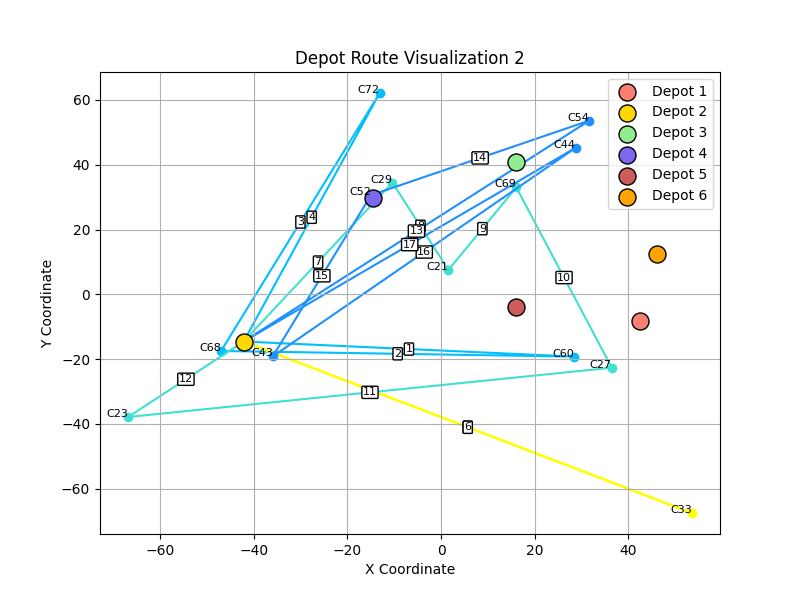 Depot Route Visualization 2
Depot 1
Depot 2
Depot 3
Depot 4
Depot 5
Depot 6
Y Coordinate
60
40
20
0
−20
−40
−60
C72
C54
C44
C29
C52
C69
C21
C68
C43
C60
C27
C23
C33
14
3
4
13
9
17
16
7
15
10
1
2
12
11
6
−60
−40
−20
0
20
40
X Coordinate